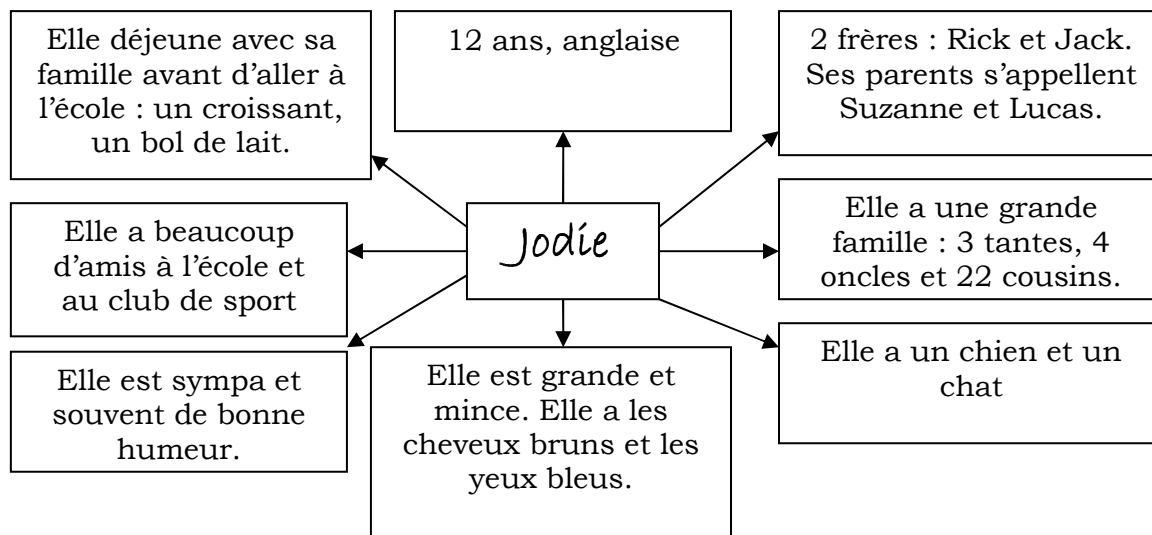 Elle déjeune avec sa
famille avant d’aller à
l’école : un croissant,
un bol de lait.
12 ans, anglaise
2 frères : Rick et Jack.
Ses parents s’appellent
Suzanne et Lucas.
Elle a beaucoup
d’amis à l’école et
au club de sport
Jodie
Elle a une grande
famille : 3 tantes, 4
oncles et 22 cousins.
Elle est sympa et
souvent de bonne
humeur.
Elle est grande et
mince. Elle a les
cheveux bruns et les
yeux bleus.
Elle a un chien et un
chat